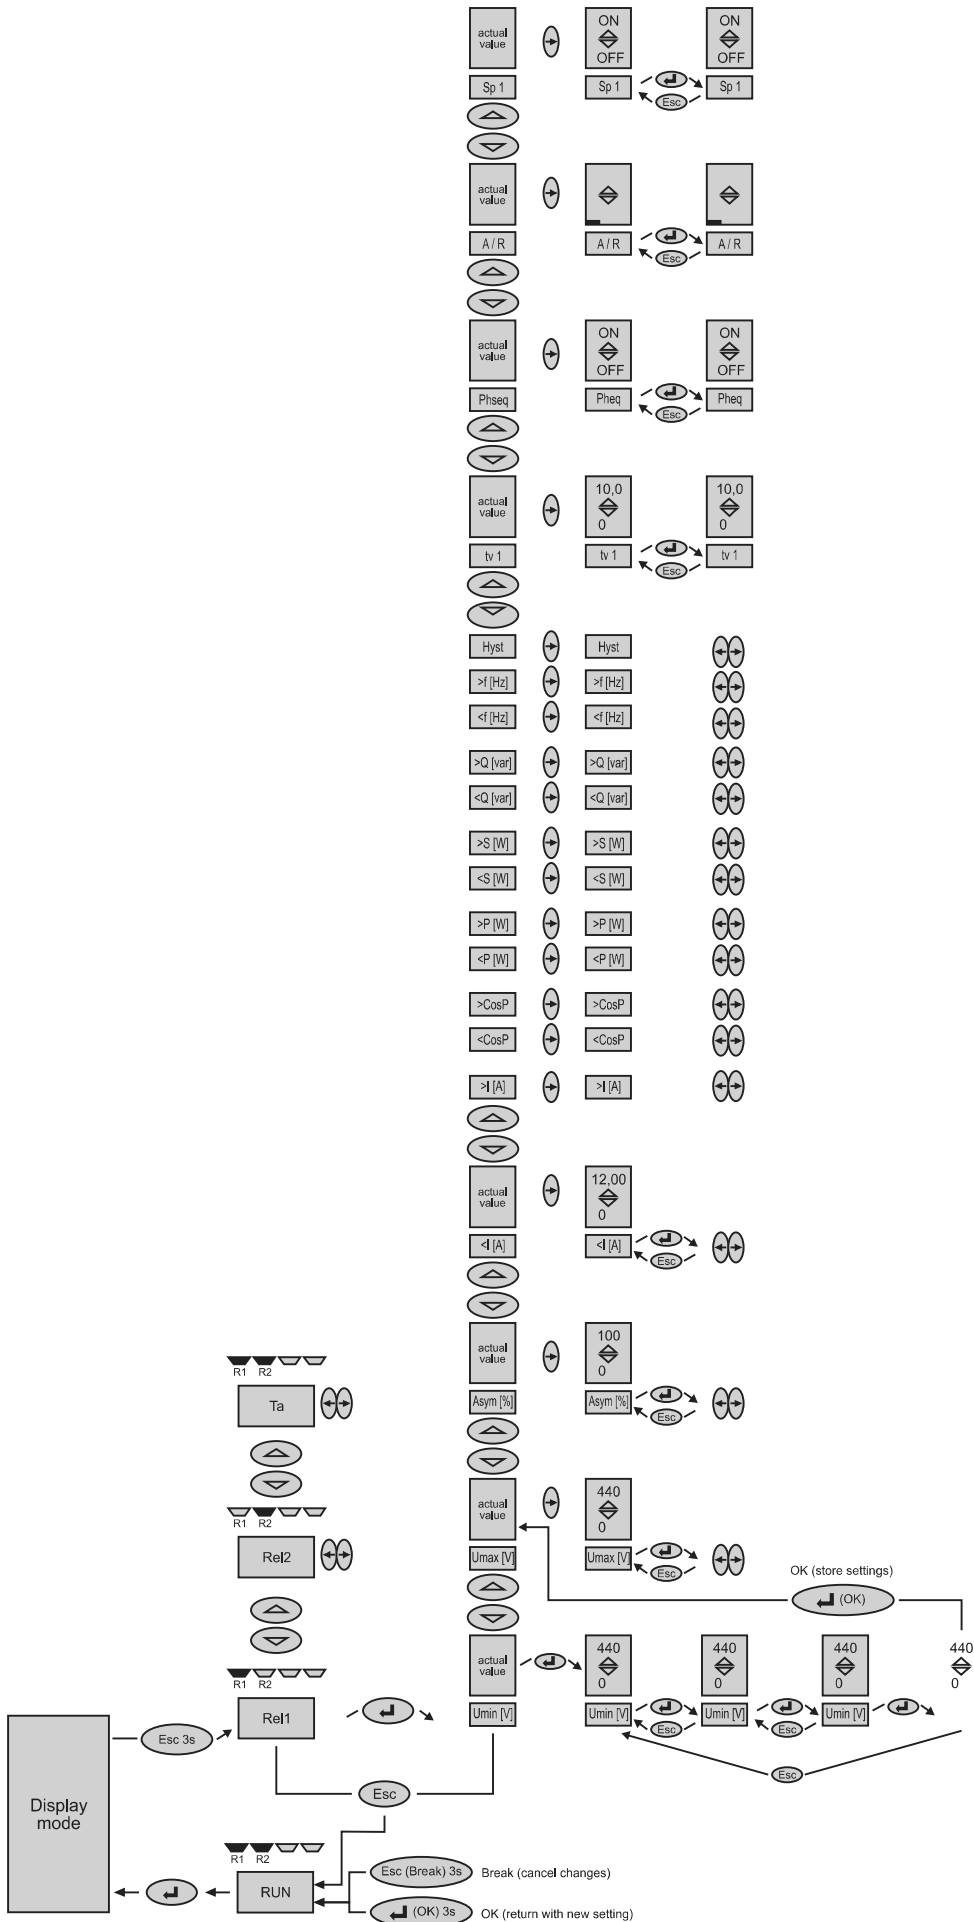 actual
value
ON
OFF
ON
OFF
Sp 1
Sp 1
Esc
Sp 1
actual
value
A / R
A / R
Esc
A / R
actual
value
ON
OFF
ON
OFF
Phseq
Pheq
Esc
Pheq
actual
value
10,0
0
10,0
0
tv 1
tv 1
Esc
tv 1
Hyst
Hyst
>f [Hz]
>f [Hz]
<f [Hz]
<f [Hz]
>Q [var]
>Q [var]
<Q [var]
<Q [var]
>S [W]
>S [W]
<S [W]
<S [W]
>P [W]
>P [W]
<P [W]
<P [W]
>CosP
>CosP
<CosP
<CosP
>I [A]
>I [A]
actual
value
12,00
0
<I [A]
<I [A]
Esc
actual
value
100
0
R1 R2
Ta
Asym [%]
Asym [%]
Esc
actual
value
440
0
R1 R2
Rel2
Umax [V]
Umax [V]
Esc
OK (store settings)
(OK)
actual
value
440
0
440
0
440
0
440
0
R1 R2
Rel1
Umin [V]
Umin [V]
Esc
Umin [V]
Esc
Umin [V]
Esc 3s
Esc
Esc
Display
mode
R1 R2
RUN
Esc (Break) 3s
Break (cancel changes)
(OK) 3s
OK (return with new setting)